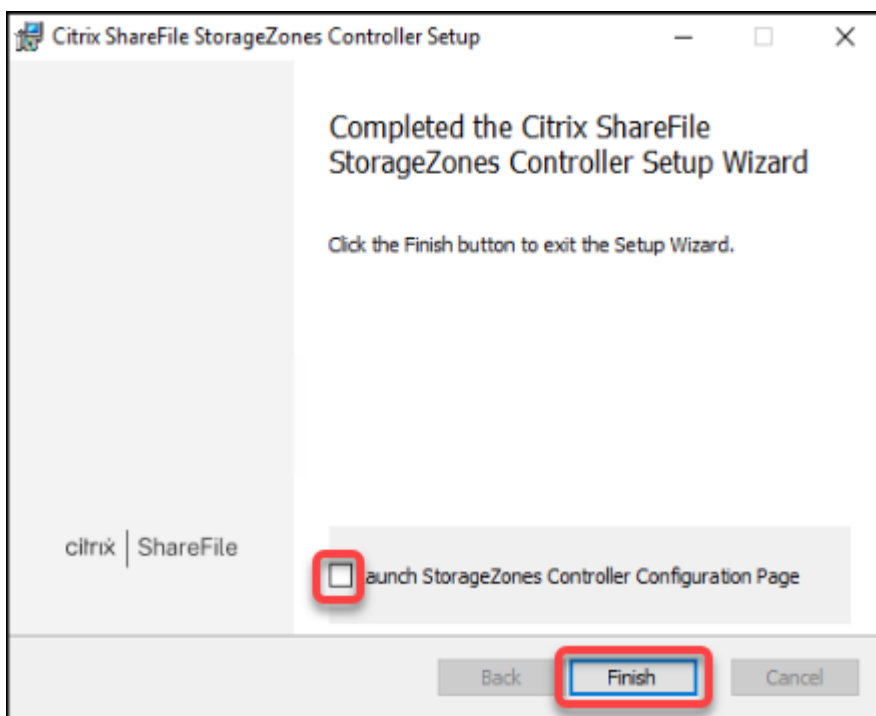 Citrix ShareFile StorageZones Controller Setup
Completed the Citrix ShareFile
StorageZones Controller Setup Wizard
Click the Finish button to exit the Setup Wizard.
citrix | ShareFile
aunch StorageZones Controller Configuration Page
Back
Finish
Cancel